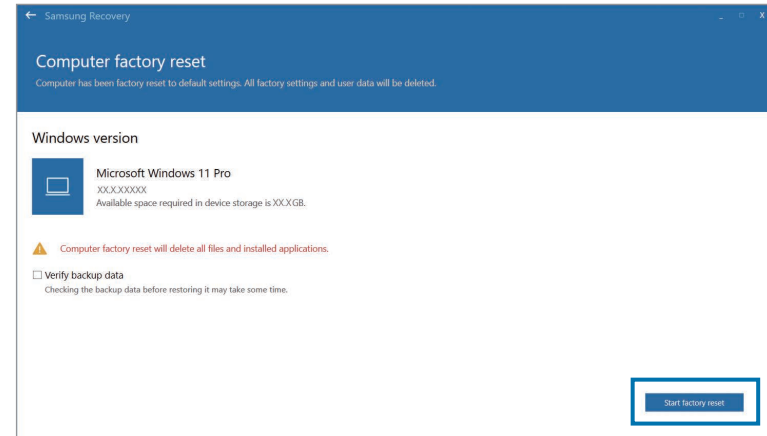 Samsung Recovery
Computer factory reset
Computer has been factory reset to default settings. All factory settings and user data will be deleted.
Windows version
Microsoft Windows 11 Pro
XX.X.XXXXX
Available space required in device storage is XX.XGB.
Computer factory reset will delete all files and installed applications.
Verify backup data
Checking the backup data before restoring it may take some time.
Start factory reset